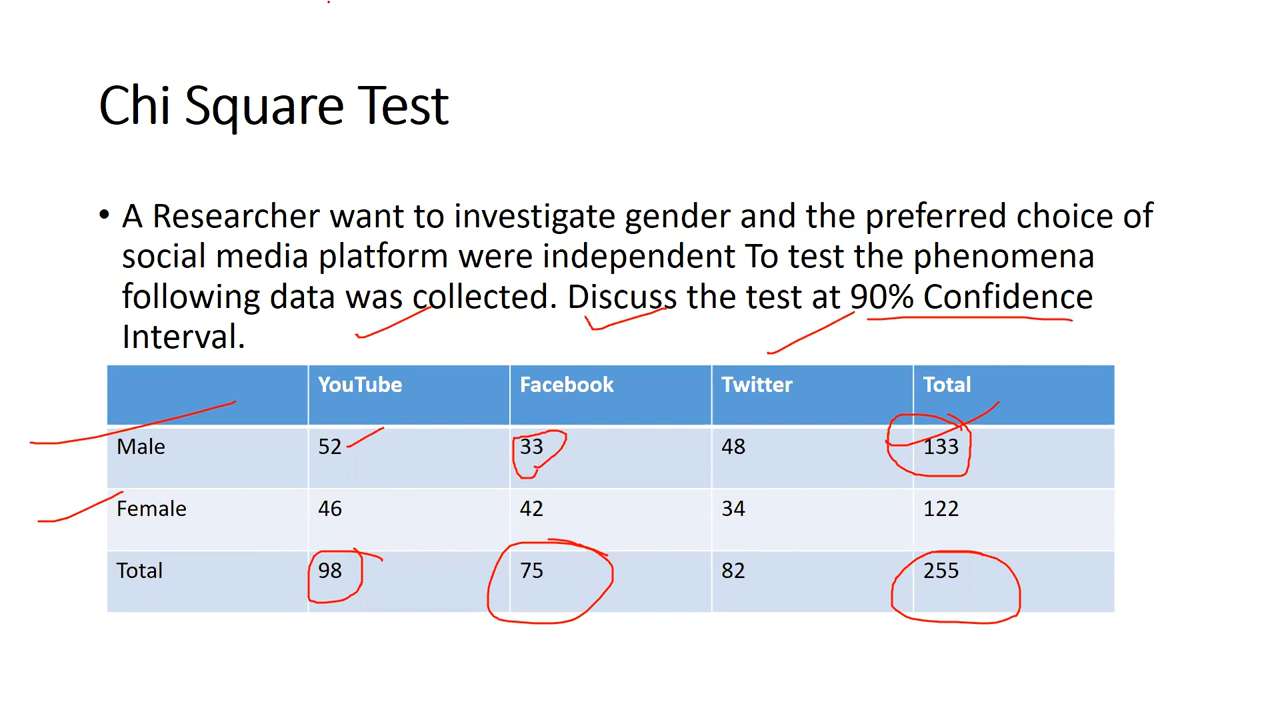 Chi Square Test
• A Researcher want to investigate gender and the preferred choice of
social media platform were independent To test the phenomena
following data was collected. Discuss the test at 90% Confidence
Interval.
YouTube Facebook Twitter Total
Male 52 33 48 133
Female 46 42 34 122
Total 98 75 82 255